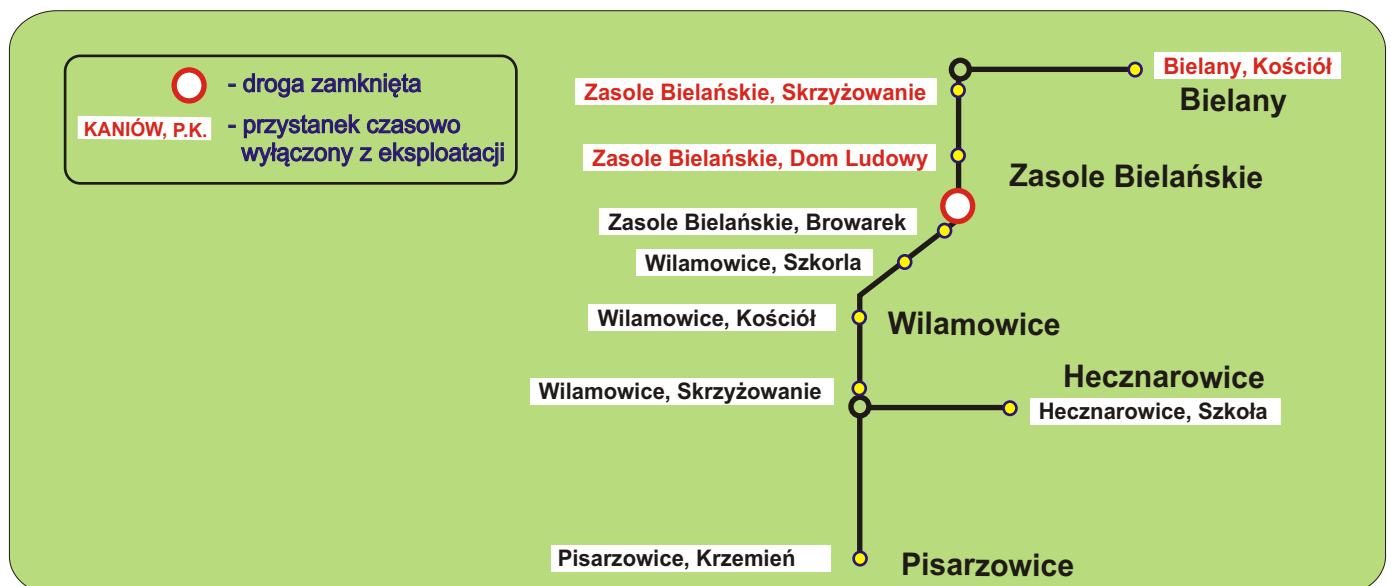 - droga zamknięta
KANIÓW, P.K. - przystanek czasowo
wyłączony z eksploatacji
Bielany, Kościół
Bielany
Zasole Bielańskie, Skrzyżowanie
Zasole Bielańskie, Dom Ludowy
Zasole Bielańskie
Zasole Bielańskie, Browarek
Wilamowice, Szkorla
Wilamowice, Kościół
Wilamowice
Hecznarowice
Wilamowice, Skrzyżowanie
Hecznarowice, Szkoła
Pisarzowice, Krzemień
Pisarzowice